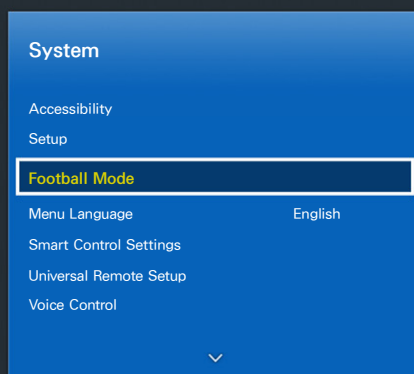 System
Accessibility
Setup
Football Mode
Menu Language English
Smart Control Settings
Universal Remote Setup
Voice Control